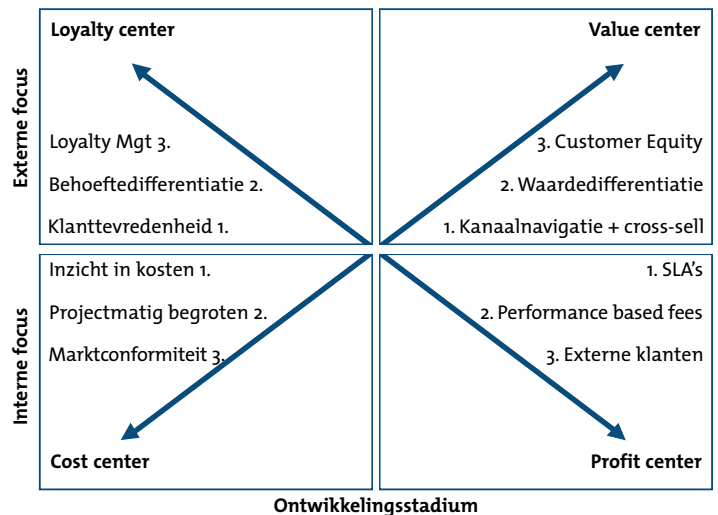 Loyalty center
Loyalty Mgt 3.
Behoeftedifferentiatie 2.
Klanttevredenheid 1.
Value center
3. Customer Equity
2. Waardedifferentiatie
1. Kanaalnavigatie + cross-sell
Externe focus
Inzicht in kosten 1.
Projectmatig begroten 2.
Marktconformiteit 3.
Cost center
1. SLA's
2. Performance based fees
3. Externe klanten
Profit center
Interne focus
Ontwikkelingsstadium